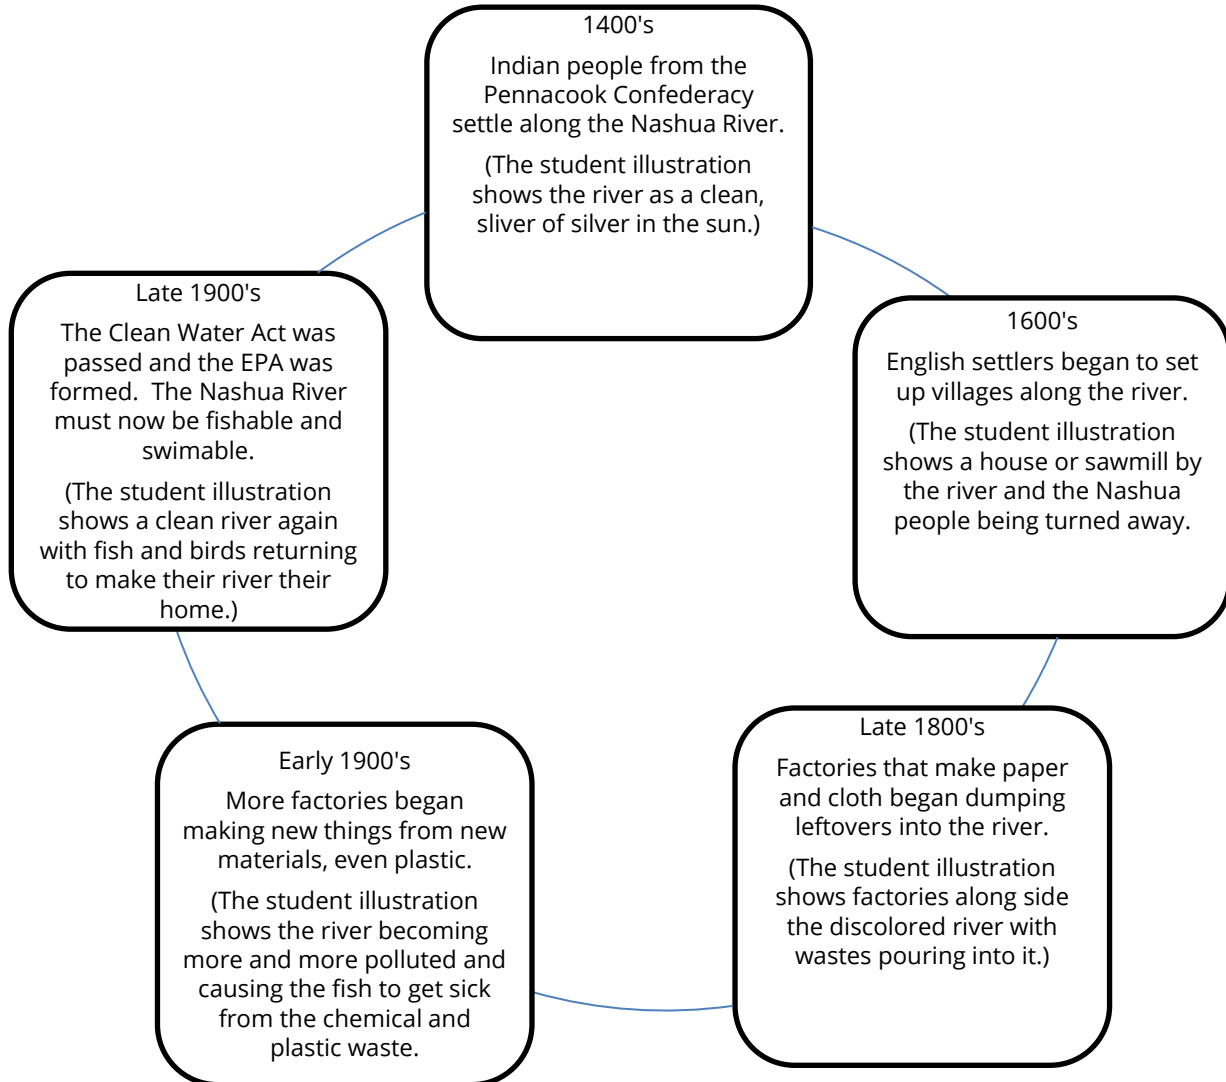 1400's
Indian people from the
Pennacook Confederacy
settle along the Nashua River.
(The student illustration
shows the river as a clean,
sliver of silver in the sun.)
1600's
English settlers began to set
up villages along the river.
(The student illustration
shows a house or sawmill by
the river and the Nashua
people being turned away.
Late 1800's
Factories that make paper
and cloth began dumping
leftovers into the river.
(The student illustration
shows factories along side
the discolored river with
wastes pouring into it.)
Early 1900's
More factories began
making new things from new
materials, even plastic.
(The student illustration
shows the river becoming
more and more polluted and
causing the fish to get sick
from the chemical and
plastic waste.
Late 1900's
The Clean Water Act was
passed and the EPA was
formed.  The Nashua River
must now be fishable and
swimable.
(The student illustration
shows a clean river again
with fish and birds returning
to make their river their
home.)